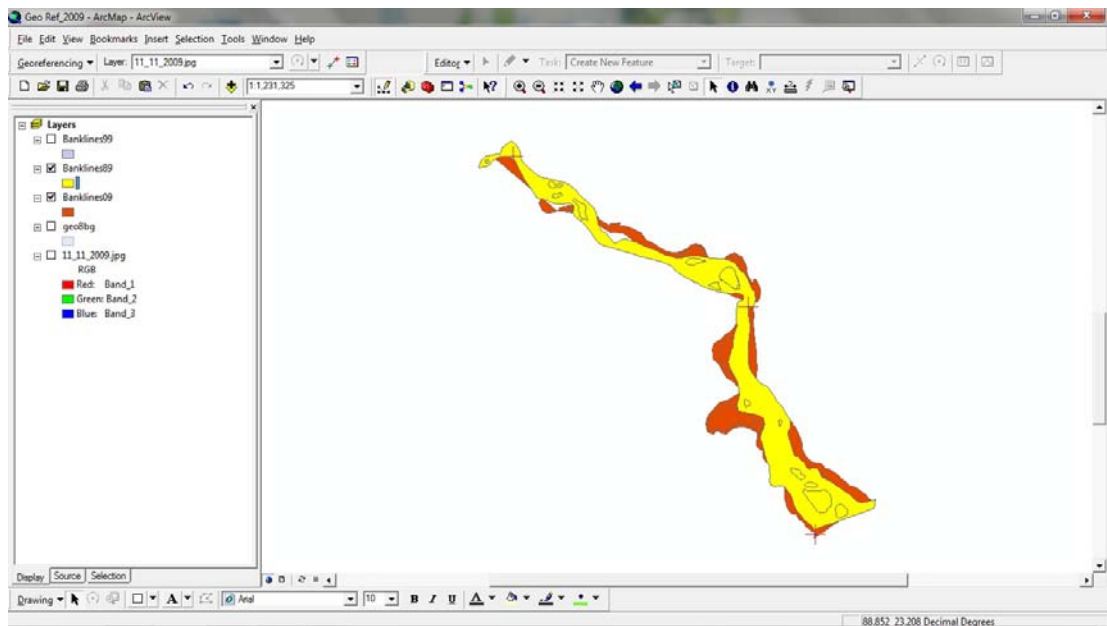 Geo Ref_2009 - ArcMap - ArcView
File Edit View Bookmarks Insert Selection Tools Window Help
Georeferencing Layer: 11_11_2009.jpg Editor Task: Create New Feature Target:
1:1,231,325
Layers
Banklines99
Banklines89
Banklines09
geo8bg
11_11_2009.jpg
RGB
Red: Band_1
Green: Band_2
Blue: Band_3
Display Source Selection
Drawing A Arial 10 B I U A
88.852 23.208 Decimal Degrees